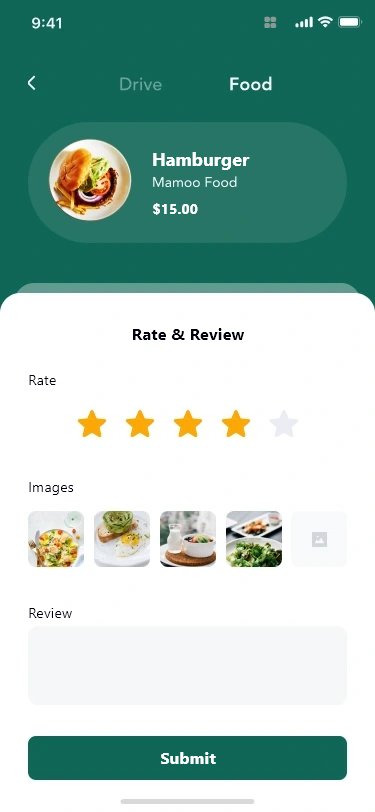 9:41
Drive Food
Hamburger
Mamoo Food
$15.00
Rate & Review
Rate
Images
Review
Submit